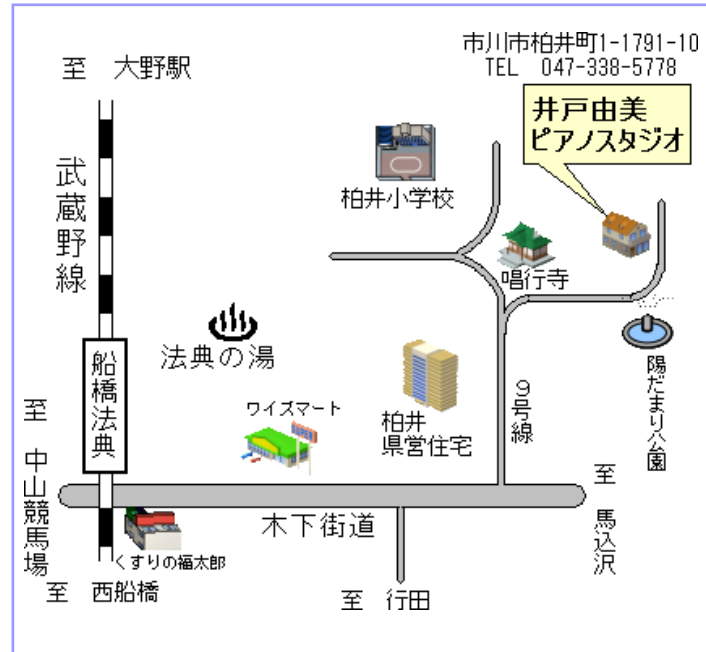 市川市柏井町1-1791-10
TEL 047-338-5778
至 大野駅
井戸由美
ピアノスタジオ
武蔵野線
柏井小学校
唱行寺
法典の湯
船橋法典
ワイズマート
柏井
県営住宅
9号線
陽だまり公園
至 中山競馬場
木下街道
至 馬込沢
くすりの福太郎
至 西船橋
至 行田